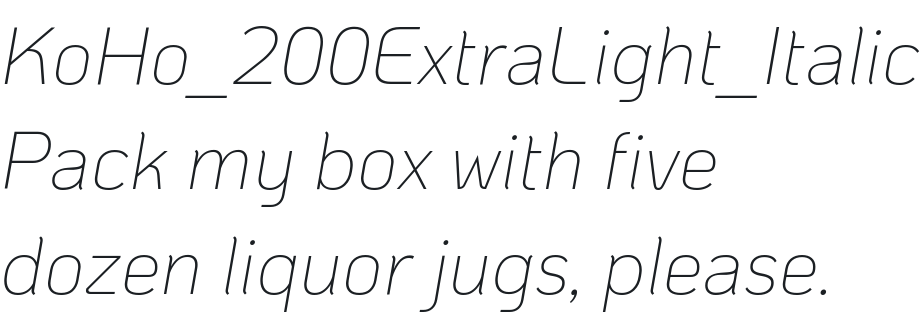 KoHo_200ExtraLight_Italic
Pack my box with five
dozen liquor jugs, please.